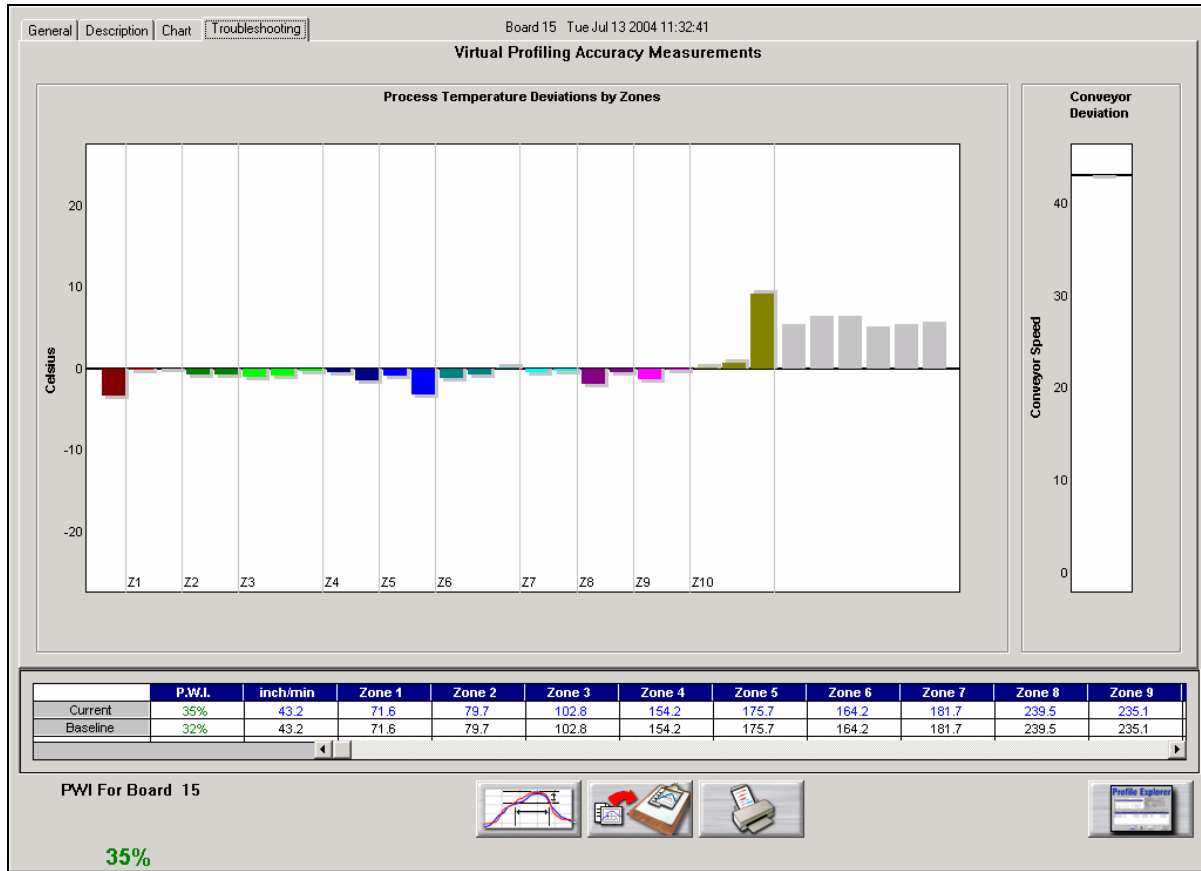 General Description Chart Troubleshooting
Board 15 Tue Jul 13 2004 11:32:41
Virtual Profiling Accuracy Measurements
Process Temperature Deviations by Zones
Celsius
20
10
0
-10
-20
Z1 Z2 Z3 Z4 Z5 Z6 Z7 Z8 Z9 Z10
Conveyor
Deviation
Conveyor Speed
40
30
20
10
0
P.W.I. inch/min Zone 1 Zone 2 Zone 3 Zone 4 Zone 5 Zone 6 Zone 7 Zone 8 Zone 9
Current 35% 43.2 71.6 79.7 102.8 154.2 175.7 164.2 181.7 239.5 235.1
Baseline 32% 43.2 71.6 79.7 102.8 154.2 175.7 164.2 181.7 239.5 235.1
PWI For Board 15
35%
Profile Explorer